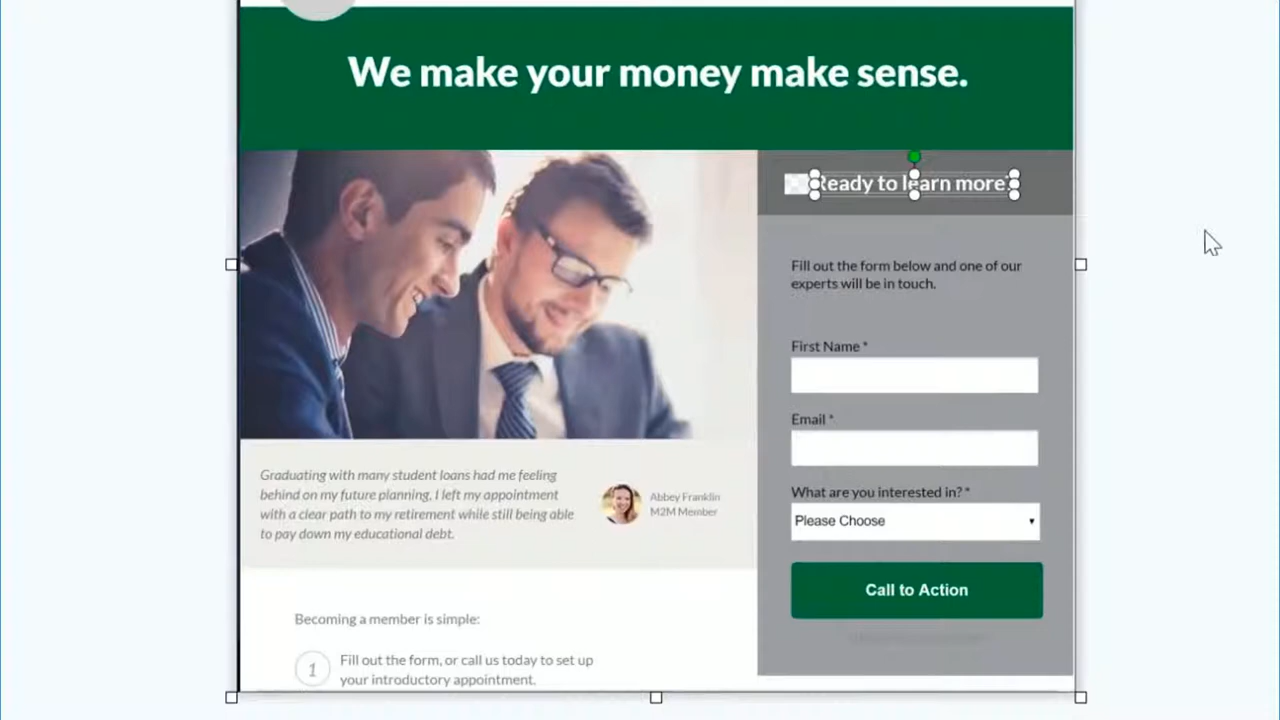 We make your money make sense.
Ready to learn more?
Fill out the form below and one of our
experts will be in touch.
First Name *
Email *
What are you interested in? *
Please Choose
Call to Action
Graduating with many student loans had me feeling
behind on my future planning. I left my appointment
with a clear path to my retirement while still being able
to pay down my educational debt.
Abbey Franklin
M2M Member
Becoming a member is simple:
1
Fill out the form, or call us today to set up
your introductory appointment.